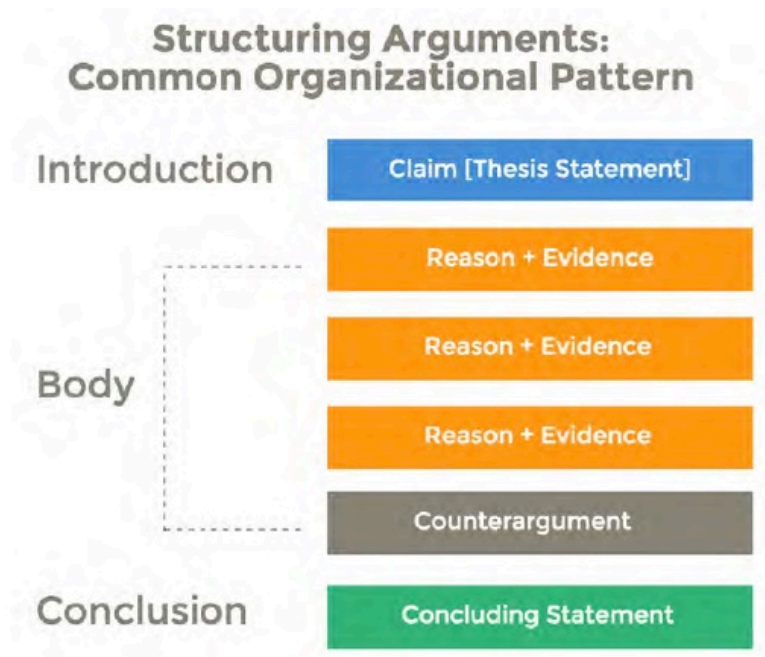 Structuring Arguments:
Common Organizational Pattern
Introduction
Claim [Thesis Statement]
Reason + Evidence
Reason + Evidence
Body
Reason + Evidence
Counterargument
Conclusion
Concluding Statement